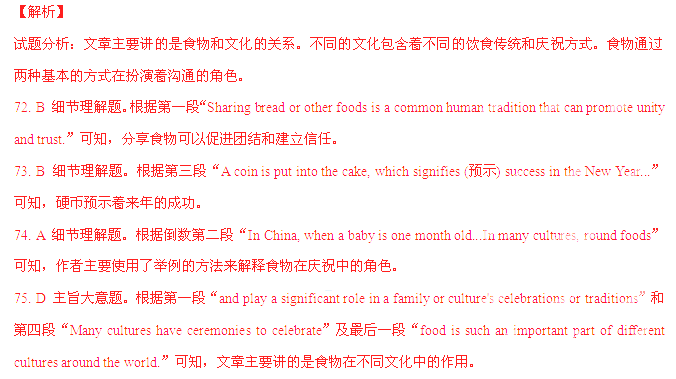 【解析】
试题分析：文章主要讲的是食物和文化的关系。不同的文化包含着不同的饮食传统和庆祝方式。食物通过
两种基本的方式在扮演着沟通的角色。
72. B 细节理解题。根据第一段“Sharing bread or other foods is a common human tradition that can promote unity
and trust.”可知，分享食物可以促进团结和建立信任。
73. B 细节理解题。根据第三段“A coin is put into the cake, which signifies (预示) success in the New Year...”
可知，硬币预示着来年的成功。
74. A 细节理解题。根据倒数第二段“In China, when a baby is one month old...In many cultures, round foods”
可知，作者主要使用了举例的方法来解释食物在庆祝中的角色。
75. D 主旨大意题。根据第一段“and play a significant role in a family or culture's celebrations or traditions”和
第四段“Many cultures have ceremonies to celebrate”及最后一段“food is such an important part of different
cultures around the world.”可知，文章主要讲的是食物在不同文化中的作用。